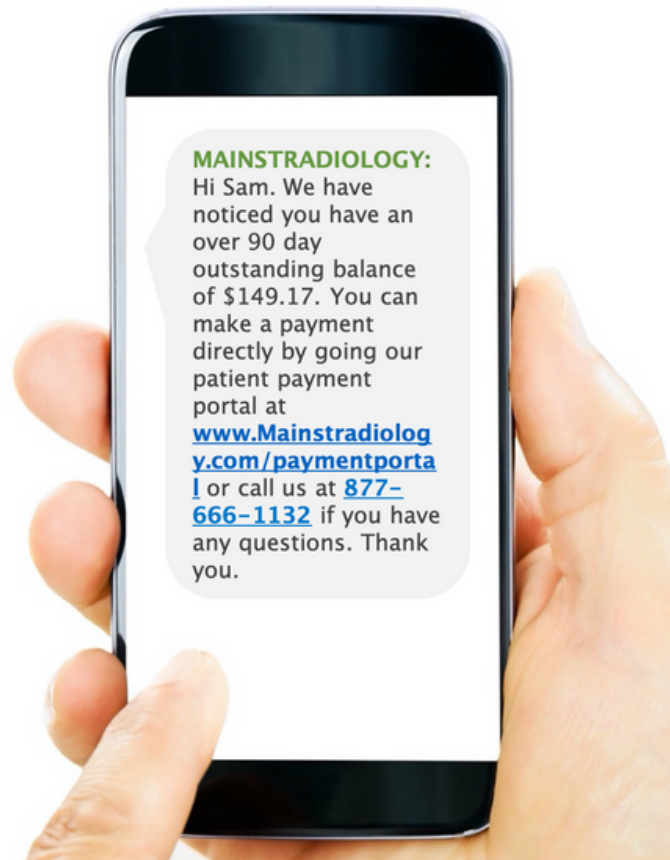 MAINSTRADIOLOGY:
Hi Sam. We have
noticed you have an
over 90 day
outstanding balance
of $149.17. You can
make a payment
directly by going our
patient payment
portal at
www.Mainstradiolog
y.com/paymentporta
l or call us at 877-
666-1132 if you have
any questions. Thank
you.